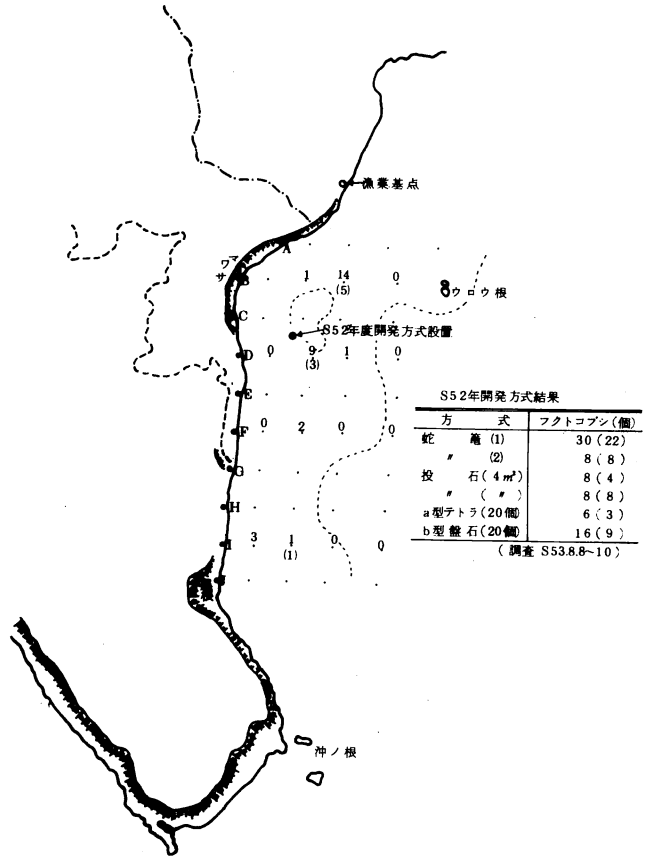 漁業基点
A
マワサ
B
1 14 0
(5)
ウロウ根
C
S52年度開発方式設置
D
0 9 1 0
(3)
E
S52年開発方式結果
方 式 フクトコブシ(個)
蛇 籠 (1) 30(22)
〃 (2) 8(8)
投 石(4㎡) 8(4)
〃 (〃) 8(8)
a型テトラ(20個) 6(3)
b型盤石(20個) 16(9)
(調査 S53.8.8~10)
F
0 2 0 0
G
H
I
3 1 0 0
(1)
沖ノ根